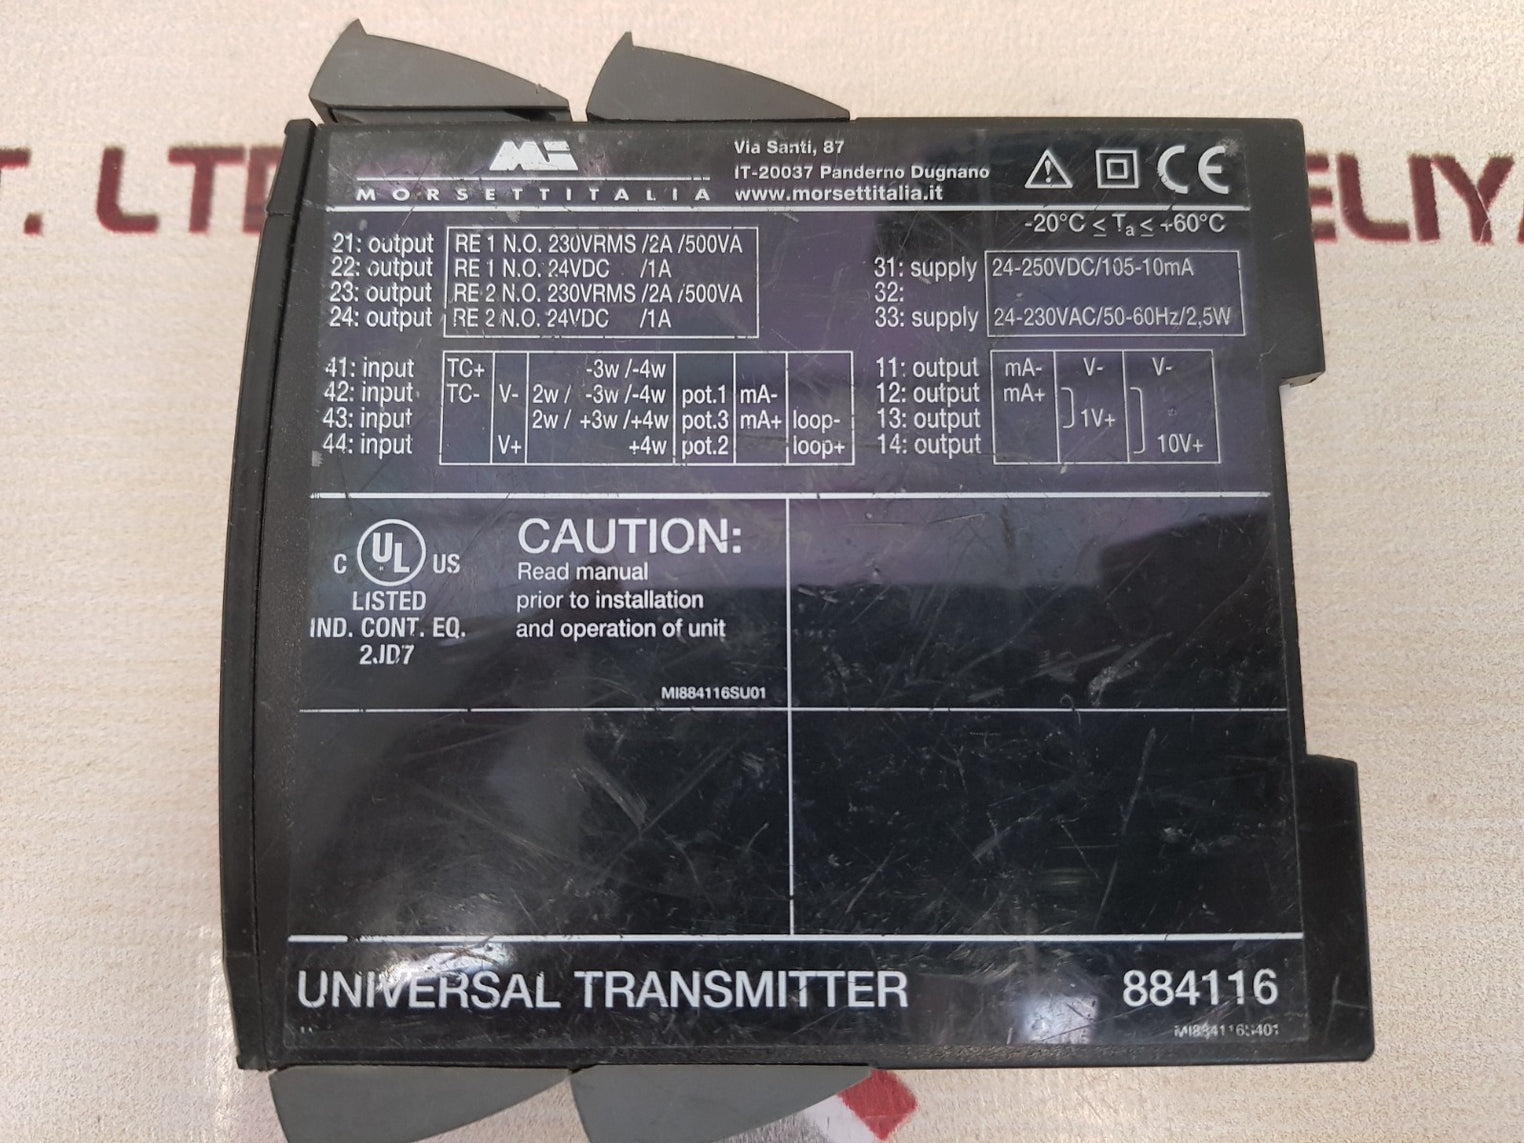 T. LTD
ELIY
Via Santi, 87
IT-20037 Panderno Dugnano
MORSETTITALIA www.morsettitalia.it
CE
-20°C ≤ Ta ≤ +60°C
21: output RE 1 N.O. 230VRMS /2A /500VA
22: output RE 1 N.O. 24VDC /1A
23: output RE 2 N.O. 230VRMS /2A /500VA
24: output RE 2 N.O. 24VDC /1A
31: supply 24-250VDC/105-10mA
32:
33: supply 24-230VAC/50-60Hz/2,5W
41: input TC+ -3w /-4w
42: input TC- V- 2w / -3w /-4w pot.1 mA-
43: input 2w / +3w /+4w pot.3 mA+ loop-
44: input V+ +4w pot.2 loop+
11: output mA- V- V-
12: output mA+
13: output 1V+
14: output 10V+
C UL US
LISTED
IND. CONT. EQ.
2JD7
CAUTION:
Read manual
prior to installation
and operation of unit
MI884116SU01
UNIVERSAL TRANSMITTER 884116